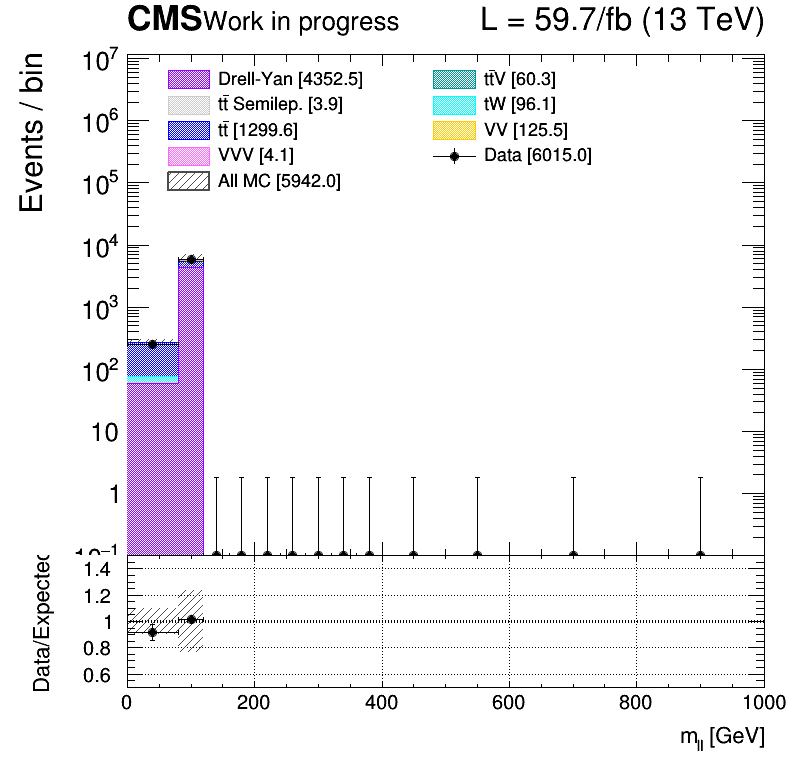 CMS Work in progress L = 59.7/fb (13 TeV)
Events / bin
10⁷
10⁶
10⁵
10⁴
10³
10²
10
1
10⁻¹
Drell-Yan [4352.5]
tt̄ Semilep. [3.9]
tt̄ [1299.6]
VVV [4.1]
All MC [5942.0]
tt̄V [60.3]
tW [96.1]
VV [125.5]
Data [6015.0]
Data/Expected
1.4
1.2
1
0.8
0.6
0 200 400 600 800 1000
m_ll [GeV]